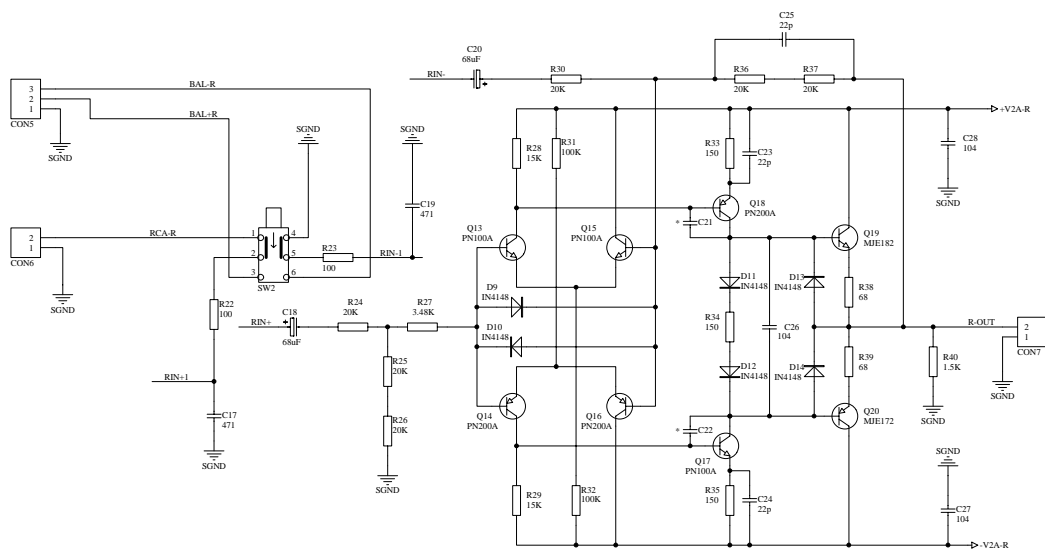 C25
22p
C20
68uF
RIN-
R30
20K
R36
20K
R37
20K
3
2
1
CON5
SGND
BAL-R
BAL+R
SGND
SGND
+V2A-R
R28
15K
R31
100K
R33
150
C23
22p
C28
104
SGND
C19
471
Q18
PN200A
* C21
2
1
CON6
SGND
RCA-R
1
2
3
4
5
6
SW2
R23
100
RIN-1
Q13
PN100A
Q15
PN100A
Q19
MJE182
D11
IN4148
D13
IN4148
R38
68
R22
100
RIN+
C18
68uF
R24
20K
R27
3.48K
D9
IN4148
D10
IN4148
R34
150
C26
104
R-OUT
2
1
CON7
SGND
R25
20K
D12
IN4148
D14
IN4148
R39
68
R40
1.5K
SGND
RIN+1
C17
471
SGND
R26
20K
SGND
Q14
PN200A
Q16
PN200A
* C22
Q17
PN100A
Q20
MJE172
R29
15K
R32
100K
R35
150
C24
22p
SGND
C27
104
-V2A-R